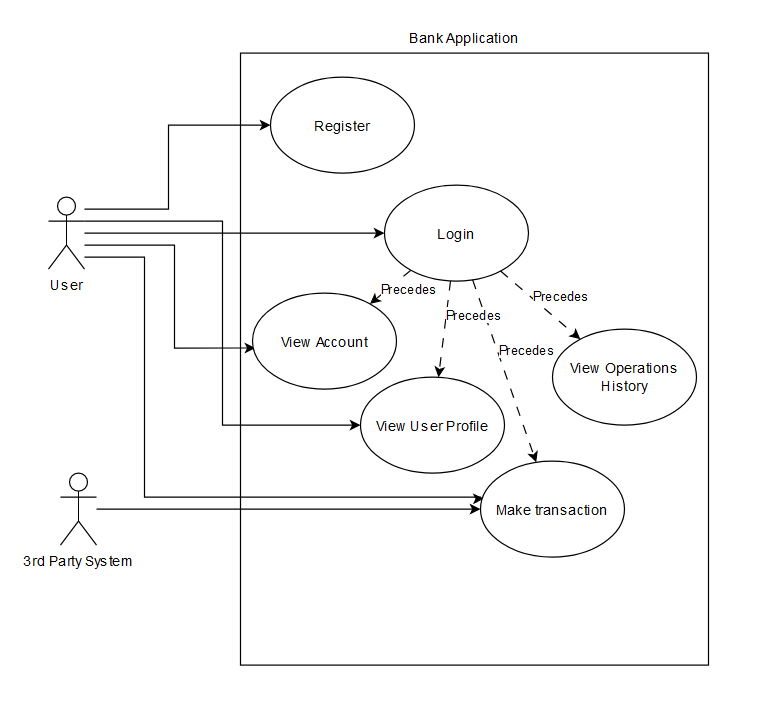 Bank Application
Register
Login
User
Precedes
Precedes
Precedes
Precedes
View Account
View Operations
History
View User Profile
Make transaction
3rd Party System